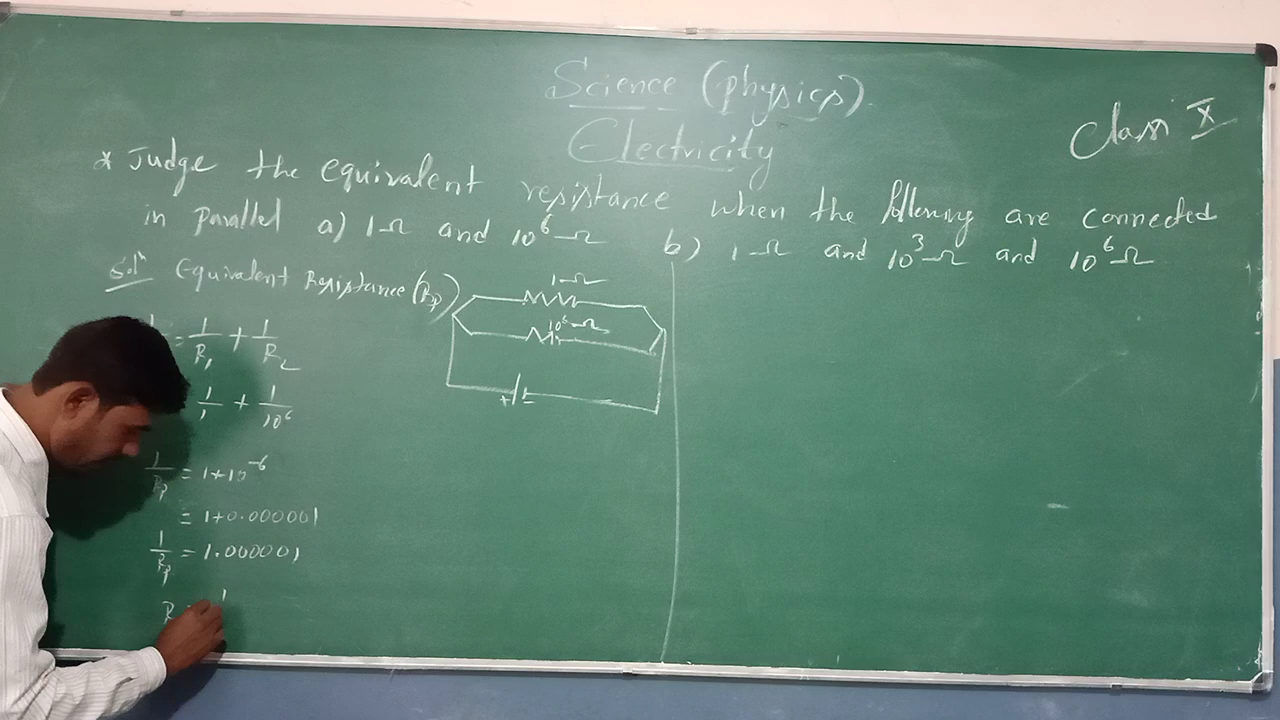 Science (physics).
Electricity
Class X
* Judge the equivalent resistance when the following are connected
in parallel a) 1Ω and 10⁶Ω b) 1Ω and 10³Ω and 10⁶Ω
Solⁿ Equivalent Resistance (Rp)
1Ω
10⁶Ω
+ -
= 1/R₁ + 1/R₂
1/1 + 1/10⁶
1/Rp = 1+10⁻⁶
= 1+0.000001
1/Rp = 1.000001
R = 1